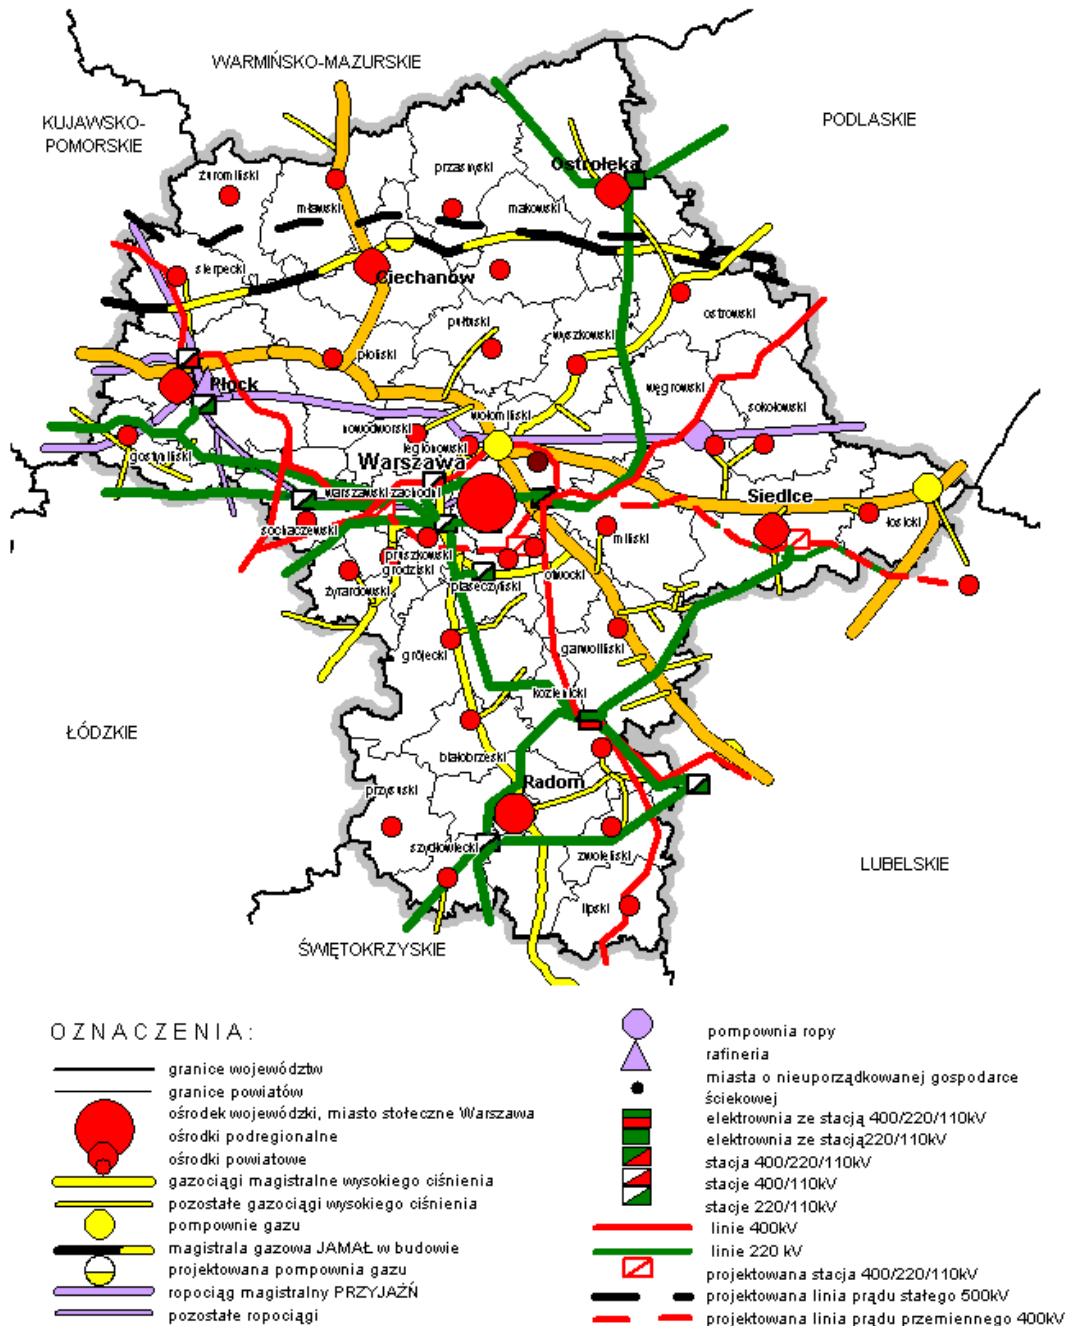 WARMIŃSKO-MAZURSKIE
KUJAWSKO-
POMORSKIE
PODLASKIE
Ostrołęka
przasnyski
żuromiński
mławski
makowski
sierpecki
Ciechanów
ostrowski
pułtuski
wyszkowski
płoński
węgrowski
Płock
sokołowski
wołomiński
nowodworski
legionowski
gostyniński
Warszawa
warszawski zachodni
Siedlce
łosicki
sochaczewski
pruszkowski
grodziski
miński
piaseczyński
otwocki
żyrardowski
grójecki
garwoliński
kozienicki
ŁÓDZKIE
białobrzeski
Radom
przysuski
szydłowiecki
zwoleński
LUBELSKIE
lipski
ŚWIĘTOKRZYSKIE
OZNACZENIA:
granice województw
granice powiatów
ośrodek wojewódzki, miasto stołeczne Warszawa
ośrodki podregionalne
ośrodki powiatowe
gazociągi magistralne wysokiego ciśnienia
pozostałe gazociągi wysokiego ciśnienia
pompownie gazu
magistrala gazowa JAMAŁ w budowie
projektowana pompownia gazu
ropociąg magistralny PRZYJAŹŃ
pozostałe ropociągi
pompownia ropy
rafineria
miasta o nieuporządkowanej gospodarce
ściekowej
elektrownia ze stacją 400/220/110kV
elektrownia ze stacją220/110kV
stacja 400/220/110kV
stacje 400/110kV
stacje 220/110kV
linie 400kV
linie 220 kV
projektowana stacja 400/220/110kV
projektowana linia prądu stałego 500kV
projektowana linia prądu przemiennego 400kV